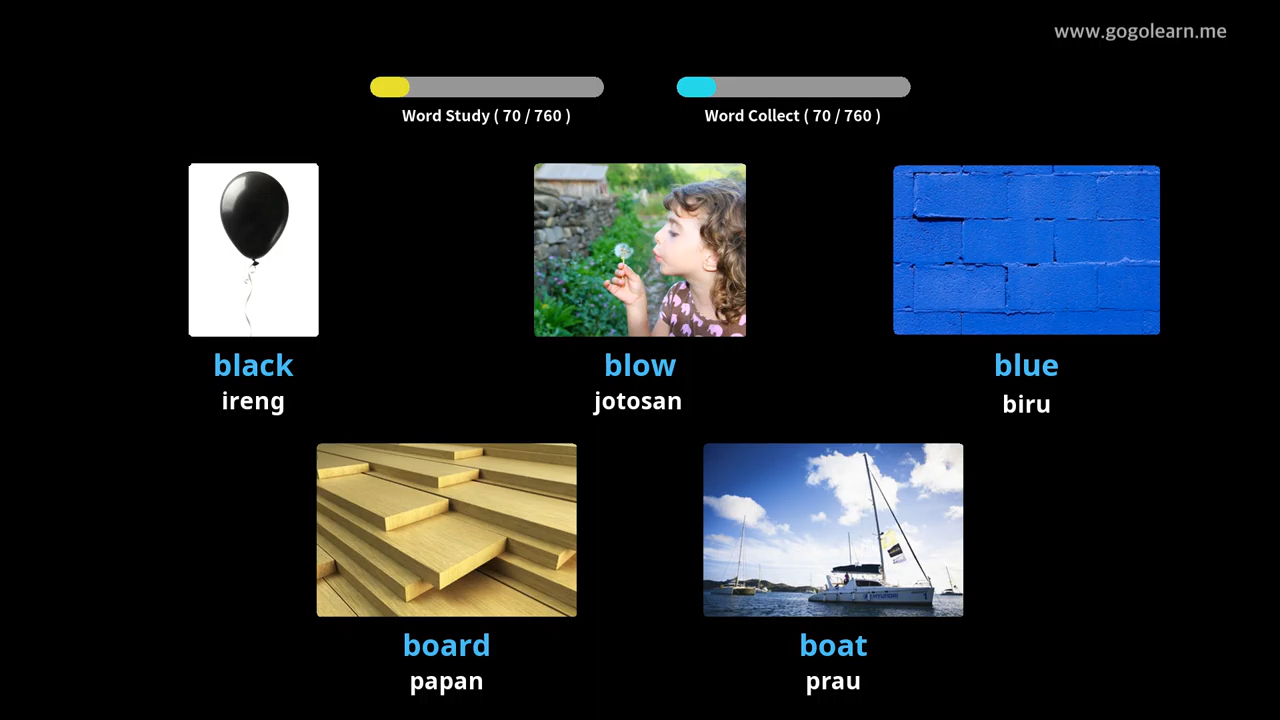 www.gogolearn.me
Word Study ( 70 / 760 )
Word Collect ( 70 / 760 )
black
ireng
blow
jotosan
blue
biru
board
papan
boat
prau